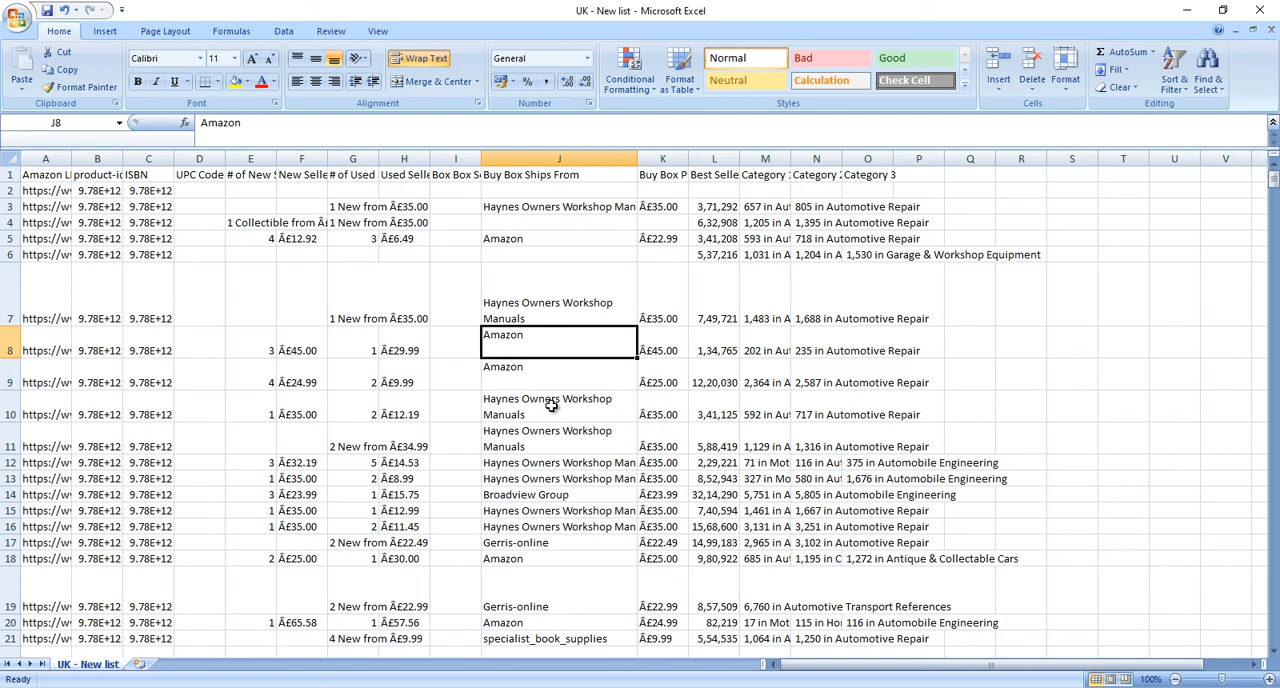 UK - New list - Microsoft Excel
Home Insert Page Layout Formulas Data Review View
Paste Cut Copy Format Painter Clipboard
Calibri 11 Font
Wrap Text Merge & Center Alignment
General Number
Conditional Formatting Format as Table Normal Bad Good Neutral Calculation Check Cell Styles
Insert Delete Format Cells
AutoSum Fill Clear Sort & Filter Find & Select Editing
J8 fx Amazon
A B C D E F G H I J K L M N O P Q R S T U V
1 Amazon Li product-ic ISBN UPC Code # of New S New Selle # of Used Used Selle Box Box Se Buy Box Ships From Buy Box P Best Selle Category Category Category 3
2 https://w 9.78E+12 9.78E+12
3 https://w 9.78E+12 9.78E+12 1 New from Â£35.00 Haynes Owners Workshop Man Â£35.00 3,71,292 657 in Aut 805 in Automotive Repair
4 https://w 9.78E+12 9.78E+12 1 Collectible from Â£ 1 New from Â£35.00 6,32,908 1,205 in A 1,395 in Automotive Repair
5 https://w 9.78E+12 9.78E+12 4 Â£12.92 3 Â£6.49 Amazon Â£22.99 3,41,208 593 in Aut 718 in Automotive Repair
6 https://w 9.78E+12 9.78E+12 5,37,216 1,031 in A 1,204 in A 1,530 in Garage & Workshop Equipment
7 https://w 9.78E+12 9.78E+12 1 New from Â£35.00 Haynes Owners Workshop Manuals Â£35.00 7,49,721 1,483 in A 1,688 in Automotive Repair
8 https://w 9.78E+12 9.78E+12 3 Â£45.00 1 Â£29.99 Amazon Â£45.00 1,34,765 202 in Aut 235 in Automotive Repair
9 https://w 9.78E+12 9.78E+12 4 Â£24.99 2 Â£9.99 Amazon Â£25.00 12,20,030 2,364 in A 2,587 in Automotive Repair
10 https://w 9.78E+12 9.78E+12 1 Â£35.00 2 Â£12.19 Haynes Owners Workshop Manuals Â£35.00 3,41,125 592 in Aut 717 in Automotive Repair
11 https://w 9.78E+12 9.78E+12 2 New from Â£34.99 Haynes Owners Workshop Manuals Â£35.00 5,88,419 1,129 in A 1,316 in Automotive Repair
12 https://w 9.78E+12 9.78E+12 3 Â£32.19 5 Â£14.53 Haynes Owners Workshop Man Â£35.00 2,29,221 71 in Mot 116 in Aut 375 in Automobile Engineering
13 https://w 9.78E+12 9.78E+12 1 Â£35.00 2 Â£8.99 Haynes Owners Workshop Man Â£35.00 8,52,943 327 in Mo 580 in Aut 1,676 in Automobile Engineering
14 https://w 9.78E+12 9.78E+12 3 Â£23.99 1 Â£15.75 Broadview Group Â£23.99 32,14,290 5,751 in A 5,805 in Automobile Engineering
15 https://w 9.78E+12 9.78E+12 1 Â£35.00 1 Â£12.99 Haynes Owners Workshop Man Â£35.00 7,40,594 1,461 in A 1,667 in Automotive Repair
16 https://w 9.78E+12 9.78E+12 1 Â£35.00 2 Â£11.45 Haynes Owners Workshop Man Â£35.00 15,68,600 3,131 in A 3,251 in Automotive Repair
17 https://w 9.78E+12 9.78E+12 2 New from Â£22.49 Gerris-online Â£22.49 14,99,183 2,965 in A 3,102 in Automotive Repair
18 https://w 9.78E+12 9.78E+12 2 Â£25.00 1 Â£30.00 Amazon Â£25.00 9,80,922 685 in Aut 1,195 in C 1,272 in Antique & Collectable Cars
19 https://w 9.78E+12 9.78E+12 2 New from Â£22.99 Gerris-online Â£22.99 8,57,509 6,760 in Automotive Transport References
20 https://w 9.78E+12 9.78E+12 1 Â£65.58 1 Â£57.56 Amazon Â£24.99 82,219 17 in Mot 115 in Hor 116 in Automobile Engineering
21 https://w 9.78E+12 9.78E+12 4 New from Â£9.99 specialist_book_supplies Â£9.99 5,54,535 1,064 in A 1,250 in Automotive Repair
UK - New list
Ready 100%